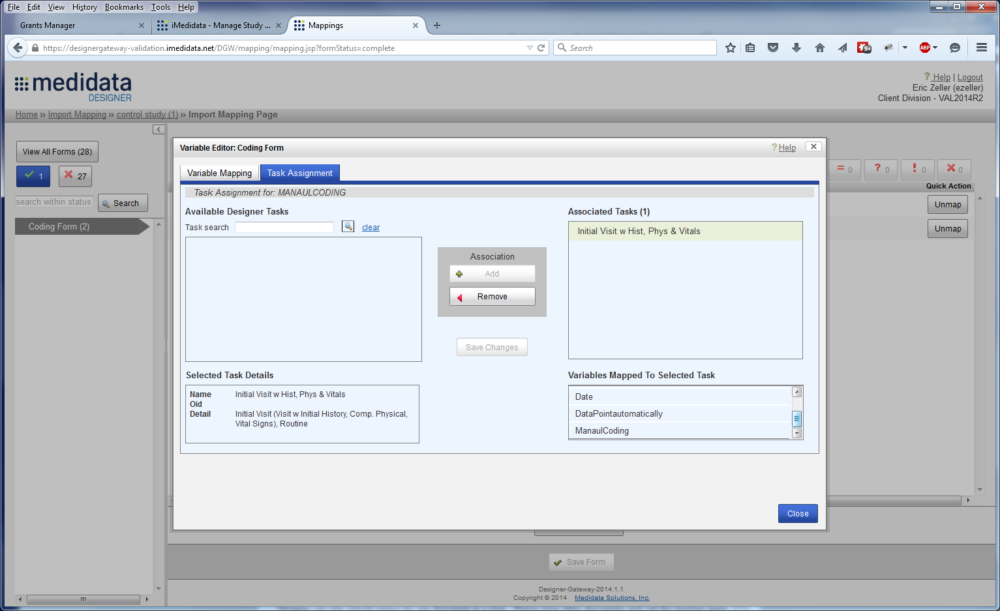 File Edit View History Bookmarks Tools Help
Grants Manager
iMedidata - Manage Study ...
Mappings
https://designergateway-validation.imedidata.net/DGW/mapping/mapping.jsp?formStatus=complete
Search
9+
ABP
medidata
DESIGNER
? Help | Logout
Eric Zeller (ezeller)
Client Division - VAL2014R2
Home » Import Mapping » control study (1) » Import Mapping Page
View All Forms (28)
1
27
search within status
Search
Coding Form (2)
Variable Editor: Coding Form
? Help
Variable Mapping
Task Assignment
= 0
? 0
! 0
0
Quick Action
Unmap
Unmap
Task Assignment for: MANAULCODING
Available Designer Tasks
Task search
clear
Association
Add
Remove
Save Changes
Associated Tasks (1)
Initial Visit w Hist, Phys & Vitals
Selected Task Details
Name Initial Visit w Hist, Phys & Vitals
Oid
Detail Initial Visit (Visit w Initial History, Comp. Physical,
Vital Signs), Routine
Variables Mapped To Selected Task
Date
DataPointautomatically
ManaulCoding
Close
Save Form
Designer-Gateway-2014.1.1
Copyright © 2014 Medidata Solutions, Inc.